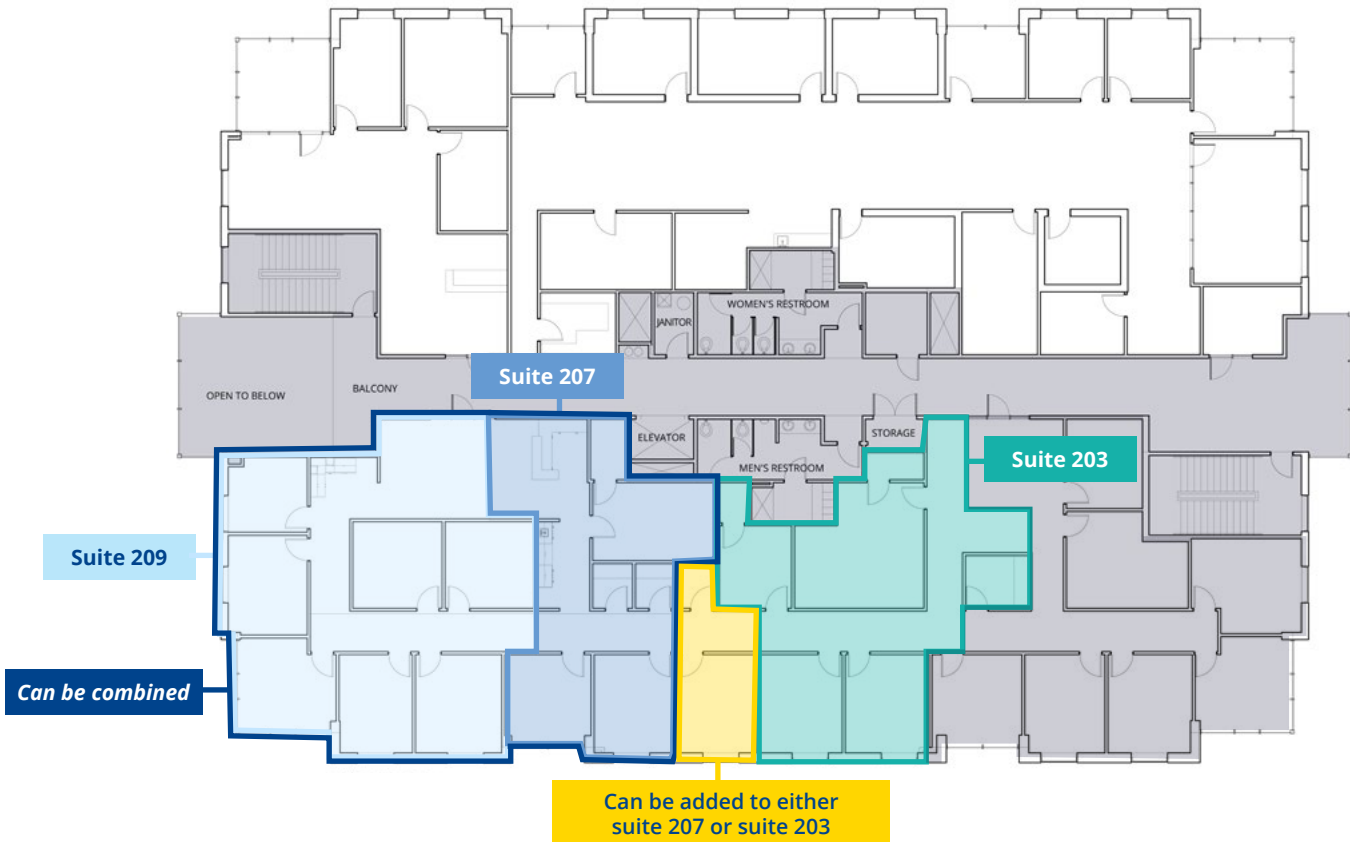 WOMEN'S RESTROOM
JANITOR
Suite 207
OPEN TO BELOW
BALCONY
ELEVATOR
STORAGE
MEN'S RESTROOM
Suite 203
Suite 209
Can be combined
Can be added to either
suite 207 or suite 203